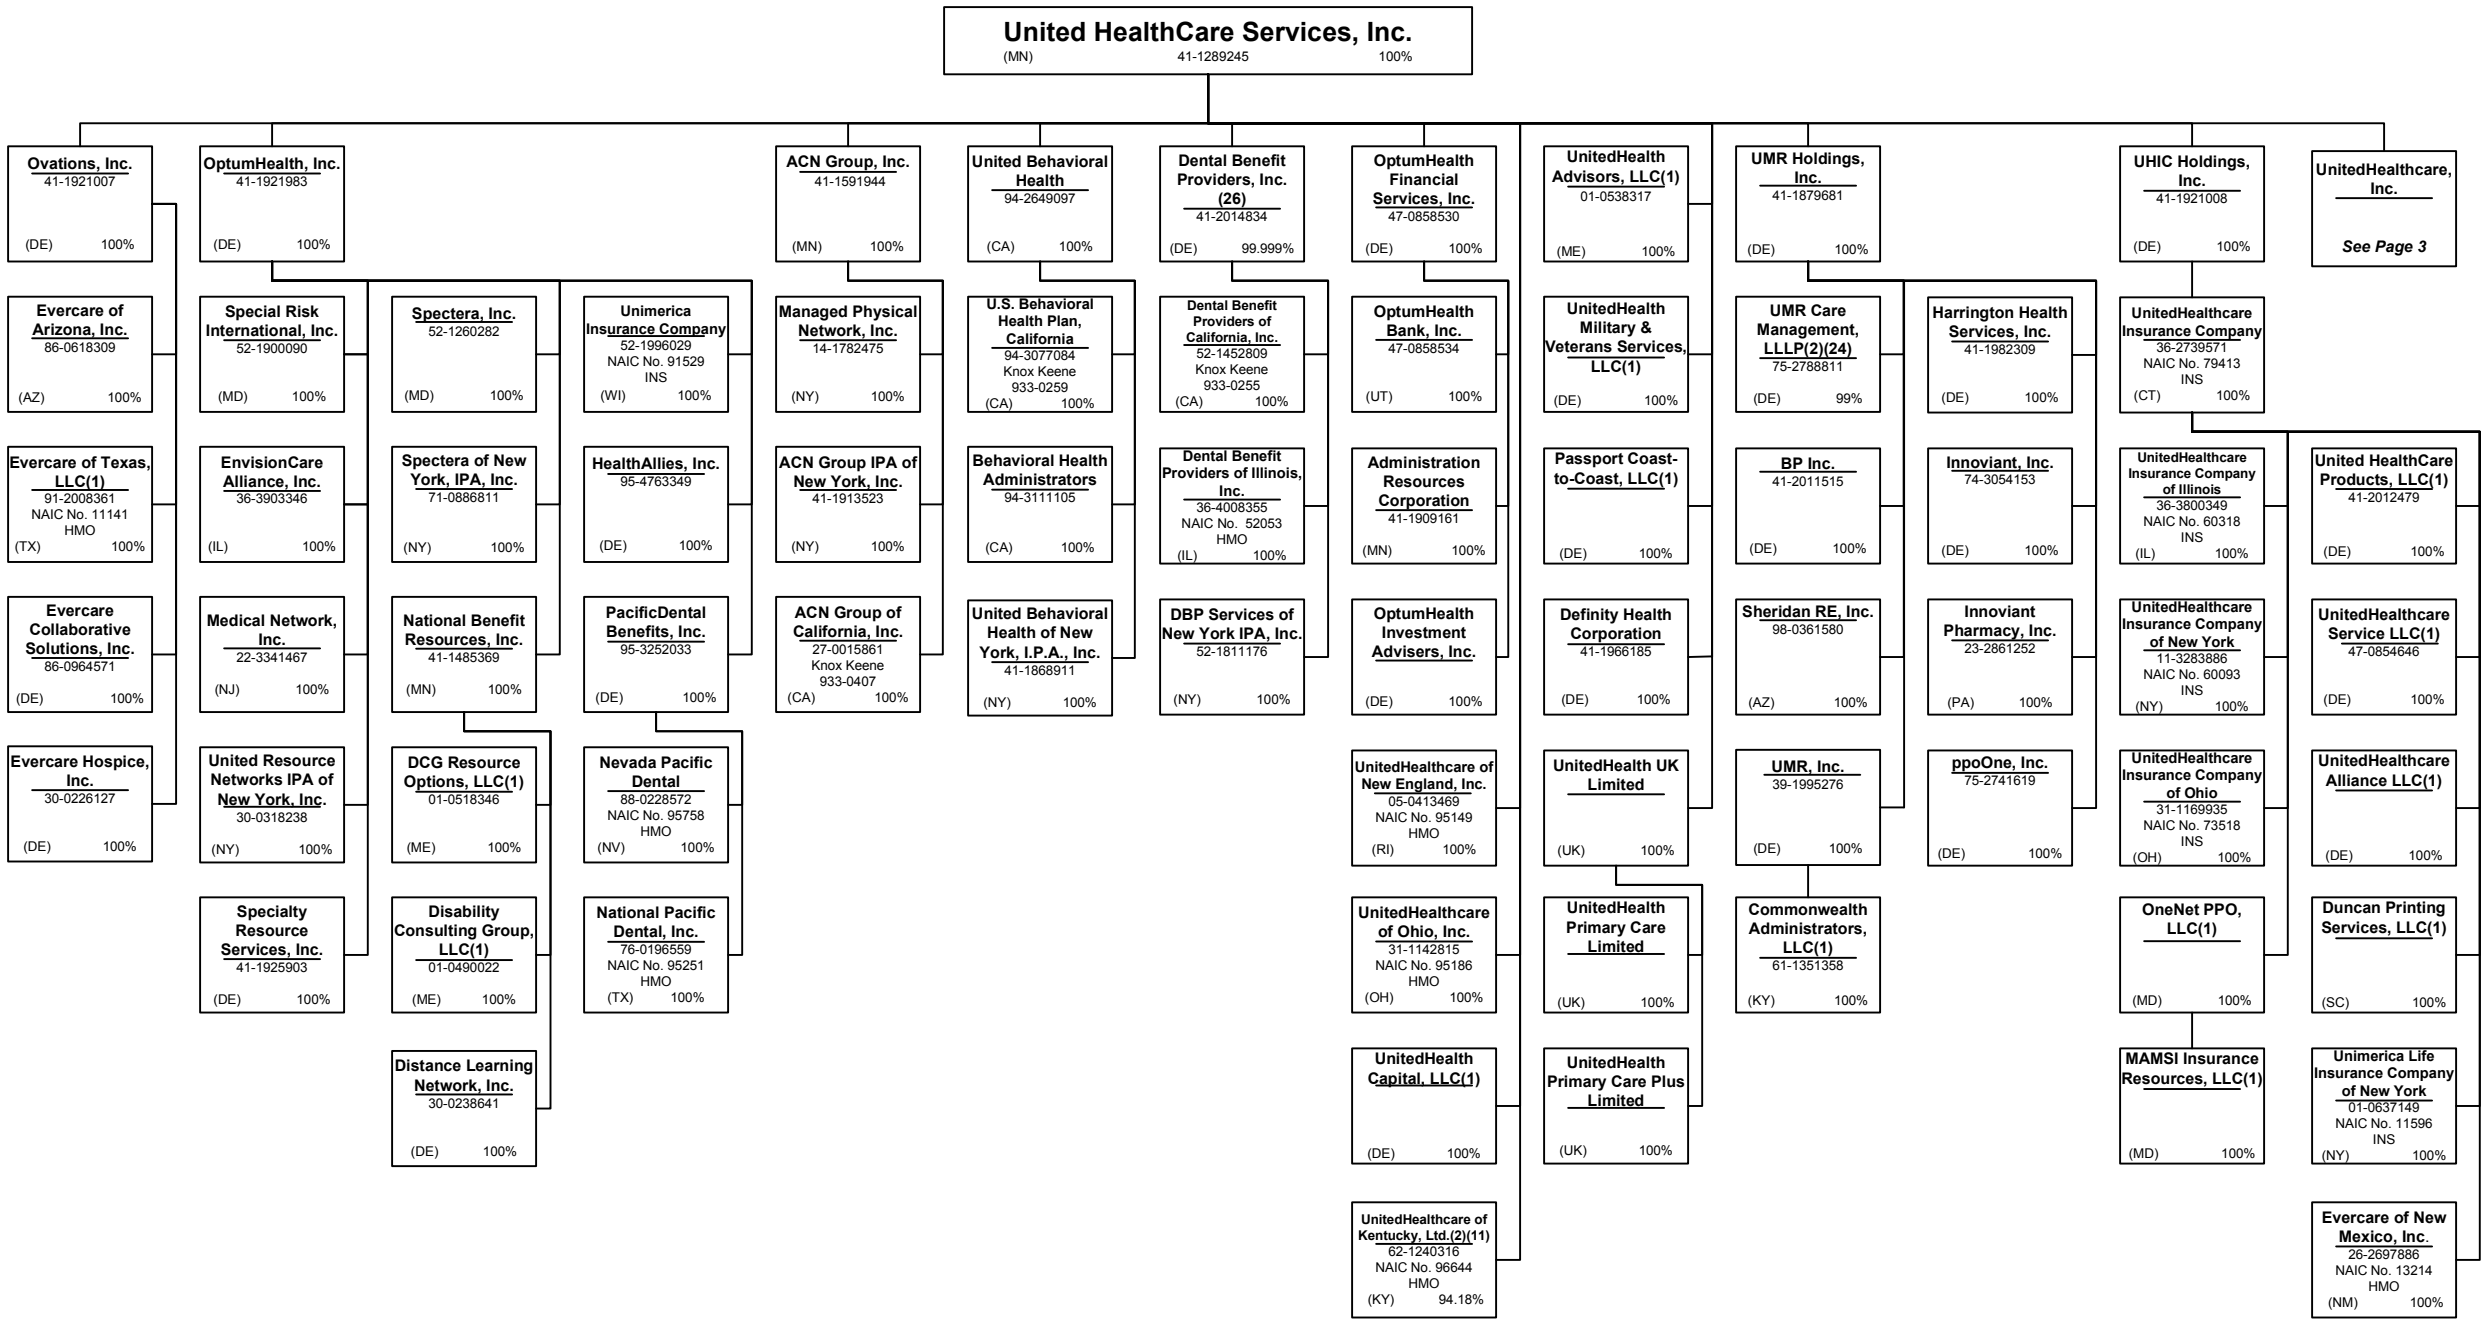 United HealthCare Services, Inc.
(MN) 41-1289245 100%
Ovations, Inc.
41-1921007
(DE) 100%
OptumHealth, Inc.
41-1921983
(DE) 100%
ACN Group, Inc.
41-1591944
(MN) 100%
United Behavioral
Health
94-2649097
(CA) 100%
Dental Benefit
Providers, Inc.
(26)
41-2014834
(DE) 99.999%
OptumHealth
Financial
Services, Inc.
47-0858530
(DE) 100%
UnitedHealth
Advisors, LLC(1)
01-0538317
(ME) 100%
UMR Holdings,
Inc.
41-1879681
(DE) 100%
UHIC Holdings,
Inc.
41-1921008
(DE) 100%
UnitedHealthcare,
Inc.
See Page 3
Evercare of
Arizona, Inc.
86-0618309
(AZ) 100%
Special Risk
International, Inc.
52-1900090
(MD) 100%
Spectera, Inc.
52-1260282
(MD) 100%
Unimerica
Insurance Company
52-1996029
NAIC No. 91529
INS
(WI) 100%
Managed Physical
Network, Inc.
14-1782475
(NY) 100%
U.S. Behavioral
Health Plan,
California
94-3077084
Knox Keene
933-0259
(CA) 100%
Dental Benefit
Providers of
California, Inc.
52-1452809
Knox Keene
933-0255
(CA) 100%
OptumHealth
Bank, Inc.
47-0858534
(UT) 100%
UnitedHealth
Military &
Veterans Services,
LLC(1)
(DE) 100%
UMR Care
Management,
LLLP(2)(24)
75-2788811
(DE) 99%
Harrington Health
Services, Inc.
41-1982309
(DE) 100%
UnitedHealthcare
Insurance Company
36-2739571
NAIC No. 79413
INS
(CT) 100%
Evercare of Texas,
LLC(1)
91-2008361
NAIC No. 11141
HMO
(TX) 100%
EnvisionCare
Alliance, Inc.
36-3903346
(IL) 100%
Spectera of New
York, IPA, Inc.
71-0886811
(NY) 100%
HealthAllies, Inc.
95-4763349
(DE) 100%
ACN Group IPA of
New York, Inc.
41-1913523
(NY) 100%
Behavioral Health
Administrators
94-3111105
(CA) 100%
Dental Benefit
Providers of Illinois,
Inc.
36-4008355
NAIC No. 52053
HMO
(IL) 100%
Administration
Resources
Corporation
41-1909161
(MN) 100%
Passport Coast-
to-Coast, LLC(1)
(DE) 100%
BP Inc.
41-2011515
(DE) 100%
Innoviant, Inc.
74-3054153
(DE) 100%
UnitedHealthcare
Insurance Company
of Illinois
36-3800349
NAIC No. 60318
INS
(IL) 100%
United HealthCare
Products, LLC(1)
41-2012479
(DE) 100%
Evercare
Collaborative
Solutions, Inc.
86-0964571
(DE) 100%
Medical Network,
Inc.
22-3341467
(NJ) 100%
National Benefit
Resources, Inc.
41-1485369
(MN) 100%
PacificDental
Benefits, Inc.
95-3252033
(DE) 100%
ACN Group of
California, Inc.
27-0015861
Knox Keene
933-0407
(CA) 100%
United Behavioral
Health of New
York, I.P.A., Inc.
41-1868911
(NY) 100%
DBP Services of
New York IPA, Inc.
52-1811176
(NY) 100%
OptumHealth
Investment
Advisers, Inc.
(DE) 100%
Definity Health
Corporation
41-1966185
(DE) 100%
Sheridan RE, Inc.
98-0361580
(AZ) 100%
Innoviant
Pharmacy, Inc.
23-2861252
(PA) 100%
UnitedHealthcare
Insurance Company
of New York
11-3283886
NAIC No. 60093
INS
(NY) 100%
UnitedHealthcare
Service LLC(1)
47-0854646
(DE) 100%
Evercare Hospice,
Inc.
30-0226127
(DE) 100%
United Resource
Networks IPA of
New York, Inc.
30-0318238
(NY) 100%
DCG Resource
Options, LLC(1)
01-0518346
(ME) 100%
Nevada Pacific
Dental
88-0228572
NAIC No. 95758
HMO
(NV) 100%
UnitedHealthcare of
New England, Inc.
05-0413469
NAIC No. 95149
HMO
(RI) 100%
UnitedHealth UK
Limited
(UK) 100%
UMR, Inc.
39-1995276
(DE) 100%
ppoOne, Inc.
75-2741619
(DE) 100%
UnitedHealthcare
Insurance Company
of Ohio
31-1169935
NAIC No. 73518
INS
(OH) 100%
UnitedHealthcare
Alliance LLC(1)
(DE) 100%
Specialty
Resource
Services, Inc.
41-1925903
(DE) 100%
Disability
Consulting Group,
LLC(1)
01-0490022
(ME) 100%
National Pacific
Dental, Inc.
76-0196559
NAIC No. 95251
HMO
(TX) 100%
UnitedHealthcare
of Ohio, Inc.
31-1142815
NAIC No. 95186
HMO
(OH) 100%
UnitedHealth
Primary Care
Limited
(UK) 100%
Commonwealth
Administrators,
LLC(1)
61-1351358
(KY) 100%
OneNet PPO,
LLC(1)
(MD) 100%
Duncan Printing
Services, LLC(1)
(SC) 100%
Distance Learning
Network, Inc.
30-0238641
(DE) 100%
UnitedHealth
Capital, LLC(1)
(DE) 100%
UnitedHealth
Primary Care Plus
Limited
(UK) 100%
MAMSI Insurance
Resources, LLC(1)
(MD) 100%
Unimerica Life
Insurance Company
of New York
01-0637149
NAIC No. 11596
INS
(NY) 100%
UnitedHealthcare of
Kentucky, Ltd.(2)(11)
62-1240316
NAIC No. 96644
HMO
(KY) 94.18%
Evercare of New
Mexico, Inc.
26-2697886
NAIC No. 13214
HMO
(NM) 100%